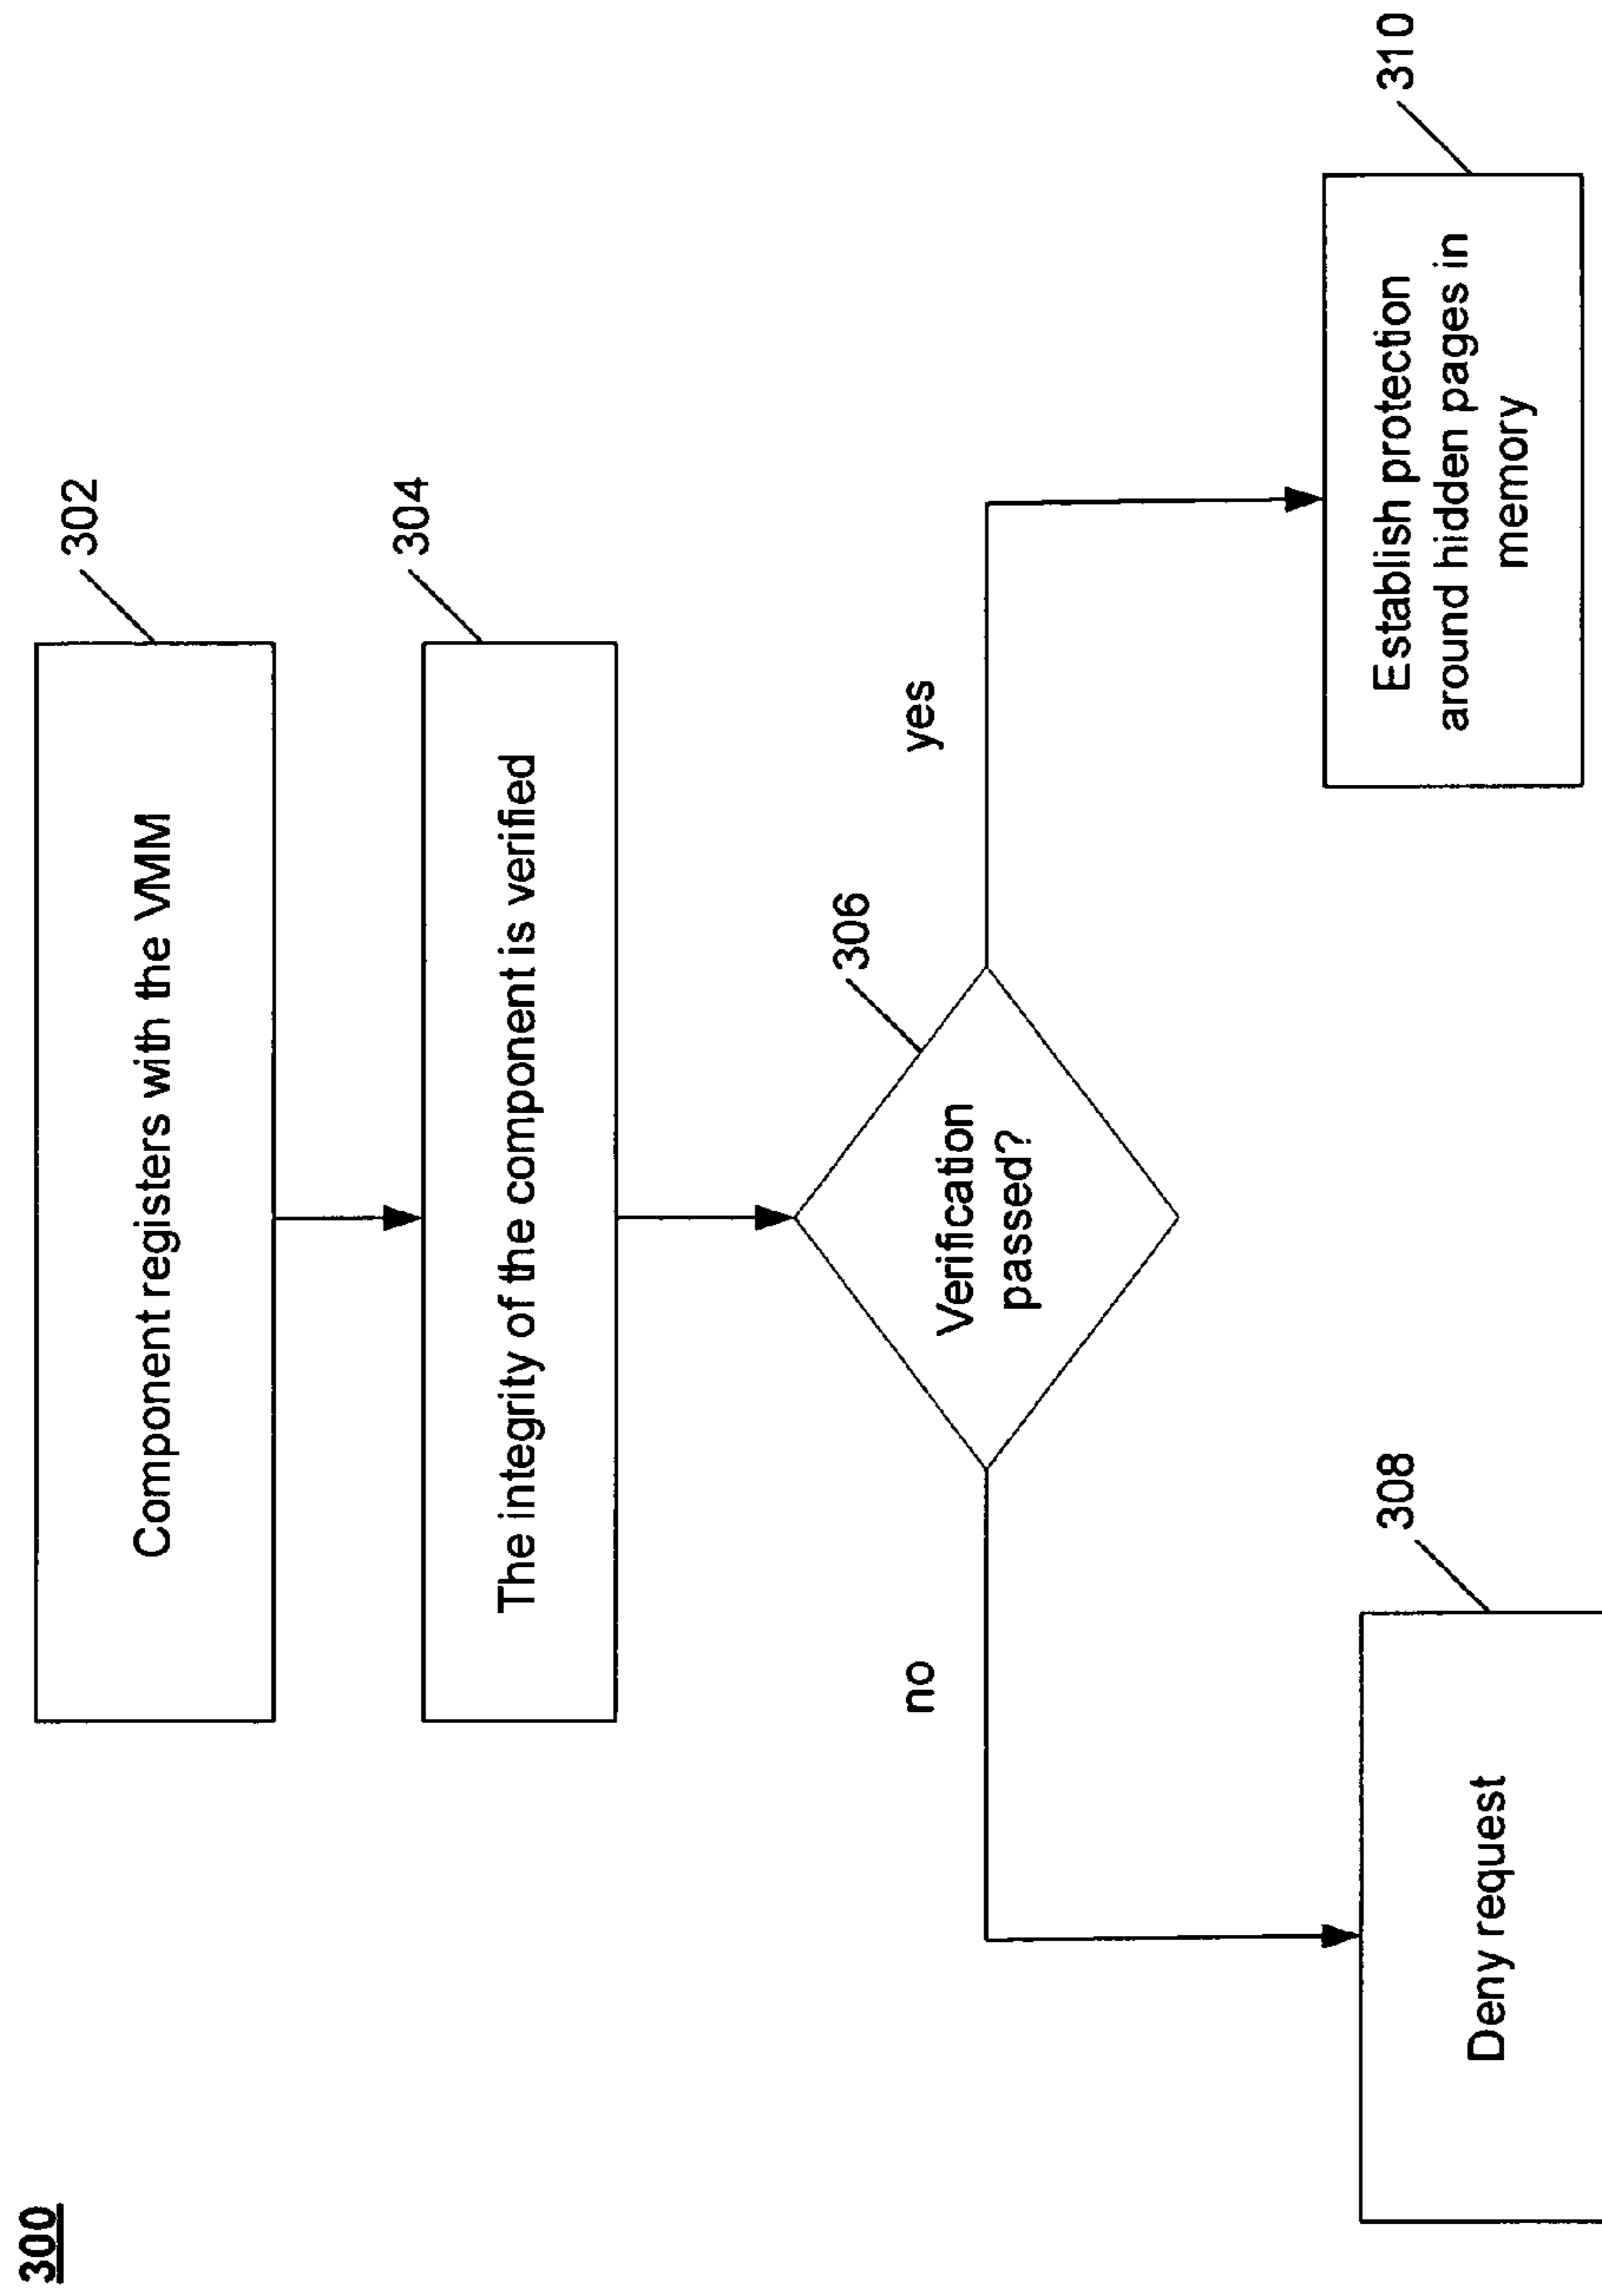 300
302
Component registers with the VMM
304
The integrity of the component is verified
306
Verification
passed?
no
yes
308
Deny request
310
Establish protection
around hidden pages in
memory